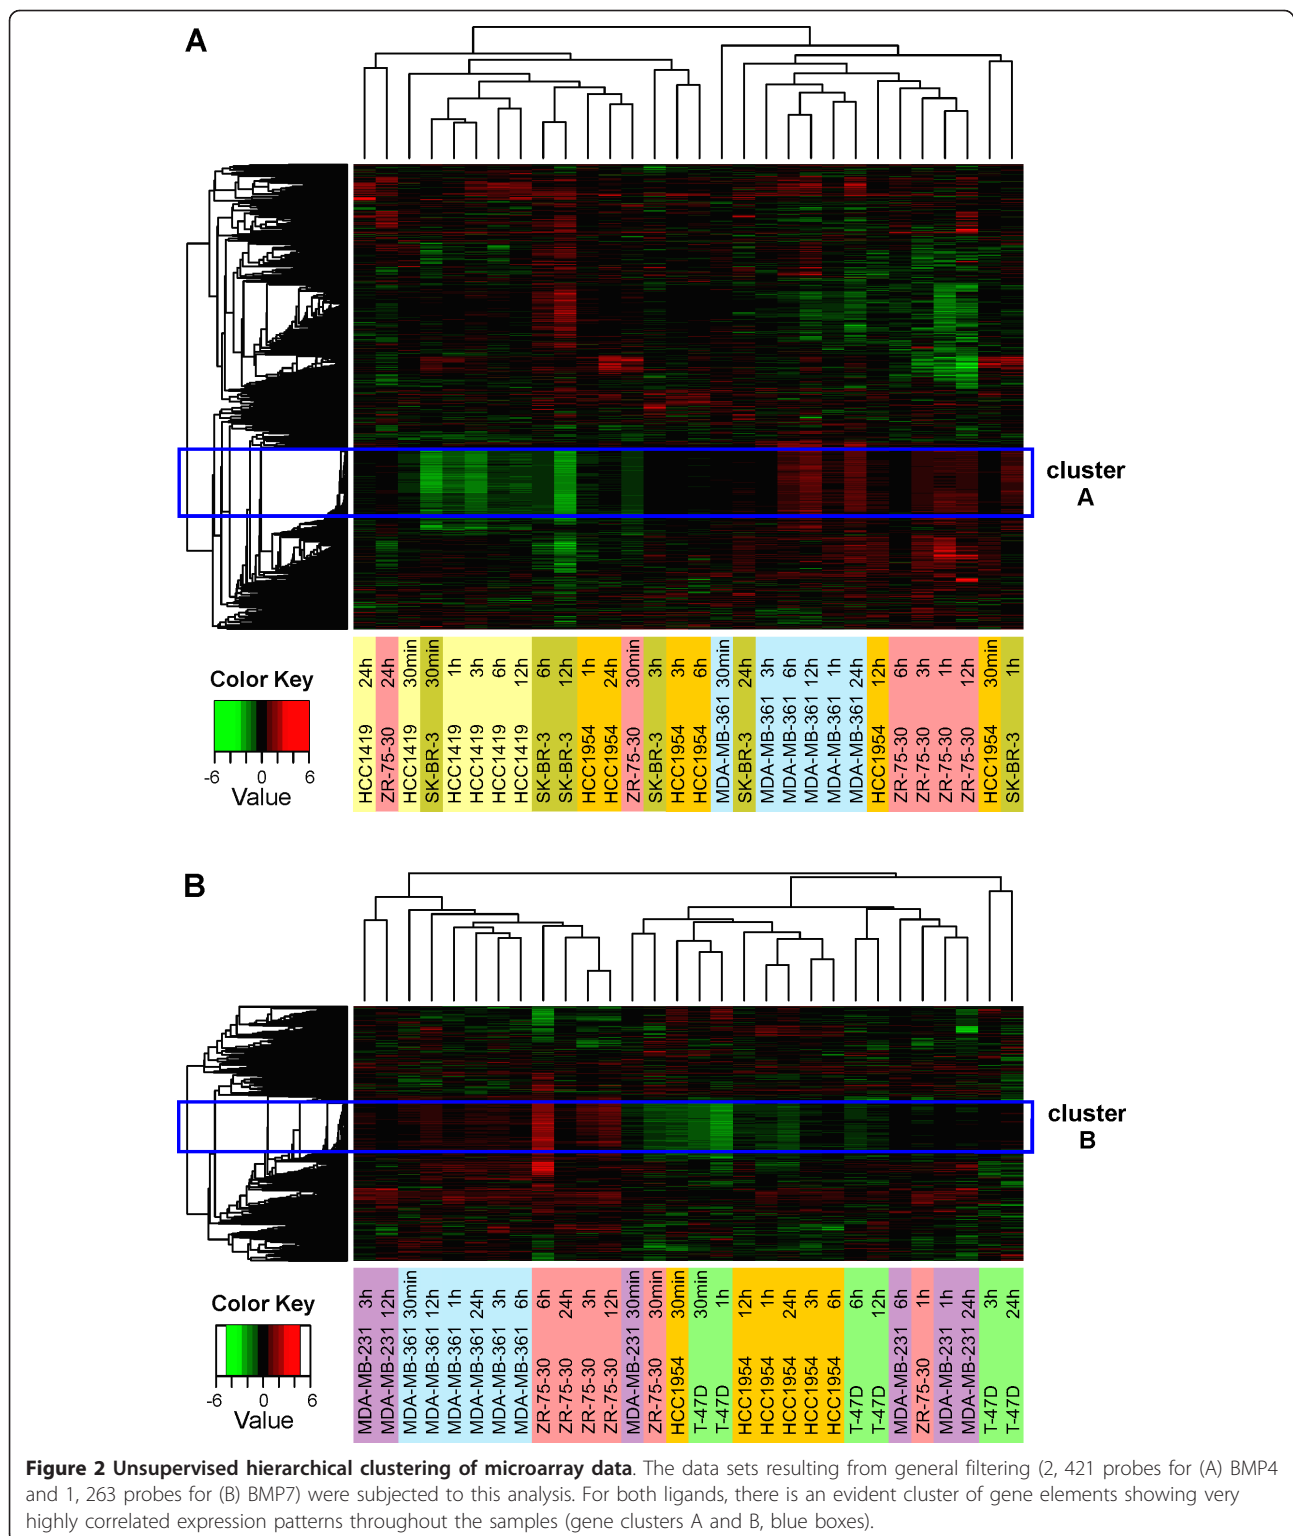 A
cluster
A
Color Key
-6 0 6
Value
HCC1419 24h
ZR-75-30 24h
HCC1419 30min
SK-BR-3 30min
HCC1419 1h
HCC1419 3h
HCC1419 6h
HCC1419 12h
SK-BR-3 6h
SK-BR-3 12h
HCC1954 1h
HCC1954 24h
ZR-75-30 30min
SK-BR-3 3h
HCC1954 3h
HCC1954 6h
MDA-MB-361 30min
SK-BR-3 24h
MDA-MB-361 3h
MDA-MB-361 6h
MDA-MB-361 12h
MDA-MB-361 1h
MDA-MB-361 24h
HCC1954 12h
ZR-75-30 6h
ZR-75-30 3h
ZR-75-30 1h
ZR-75-30 12h
HCC1954 30min
SK-BR-3 1h
B
cluster
B
Color Key
-6 0 6
Value
MDA-MB-231 3h
MDA-MB-231 12h
MDA-MB-361 30min
MDA-MB-361 12h
MDA-MB-361 1h
MDA-MB-361 24h
MDA-MB-361 3h
MDA-MB-361 6h
ZR-75-30 6h
ZR-75-30 24h
ZR-75-30 3h
ZR-75-30 12h
MDA-MB-231 30min
ZR-75-30 30min
HCC1954 30min
T-47D 30min
T-47D 1h
HCC1954 12h
HCC1954 1h
HCC1954 24h
HCC1954 3h
HCC1954 6h
T-47D 6h
T-47D 12h
MDA-MB-231 6h
ZR-75-30 1h
MDA-MB-231 1h
MDA-MB-231 24h
T-47D 3h
T-47D 24h
Figure 2 Unsupervised hierarchical clustering of microarray data. The data sets resulting from general filtering (2, 421 probes for (A) BMP4
and 1, 263 probes for (B) BMP7) were subjected to this analysis. For both ligands, there is an evident cluster of gene elements showing very
highly correlated expression patterns throughout the samples (gene clusters A and B, blue boxes).